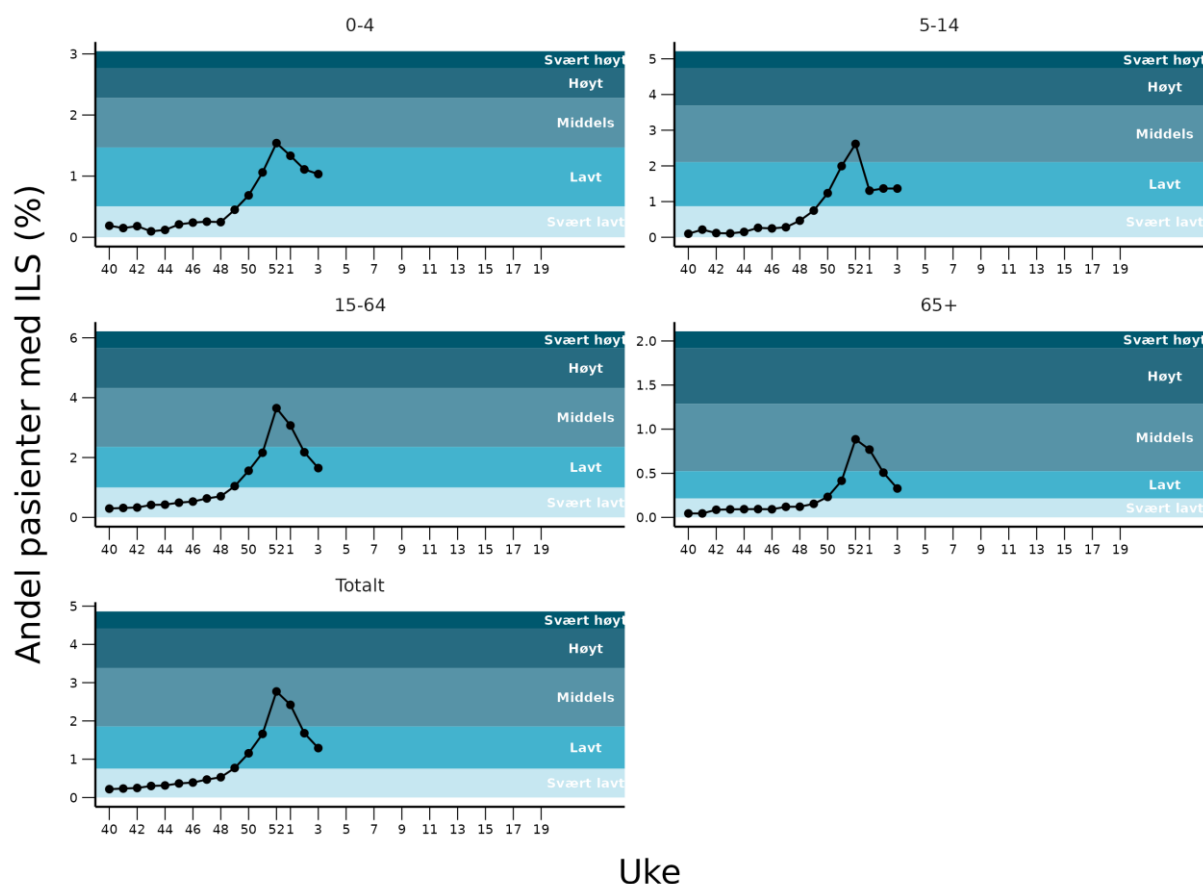 Andel pasienter med ILS (%)
0-4
3
2
1
0
Svært høyt
Høyt
Middels
Lavt
Svært lavt
40 42 44 46 48 50 52 1 3 5 7 9 11 13 15 17 19
5-14
5
4
3
2
1
0
Svært høyt
Høyt
Middels
Lavt
Svært lavt
40 42 44 46 48 50 52 1 3 5 7 9 11 13 15 17 19
15-64
6
4
2
0
Svært høyt
Høyt
Middels
Lavt
Svært lavt
40 42 44 46 48 50 52 1 3 5 7 9 11 13 15 17 19
65+
2.0
1.5
1.0
0.5
0.0
Svært høyt
Høyt
Middels
Lavt
Svært lavt
40 42 44 46 48 50 52 1 3 5 7 9 11 13 15 17 19
Totalt
5
4
3
2
1
0
Svært høyt
Høyt
Middels
Lavt
Svært lavt
40 42 44 46 48 50 52 1 3 5 7 9 11 13 15 17 19
Uke